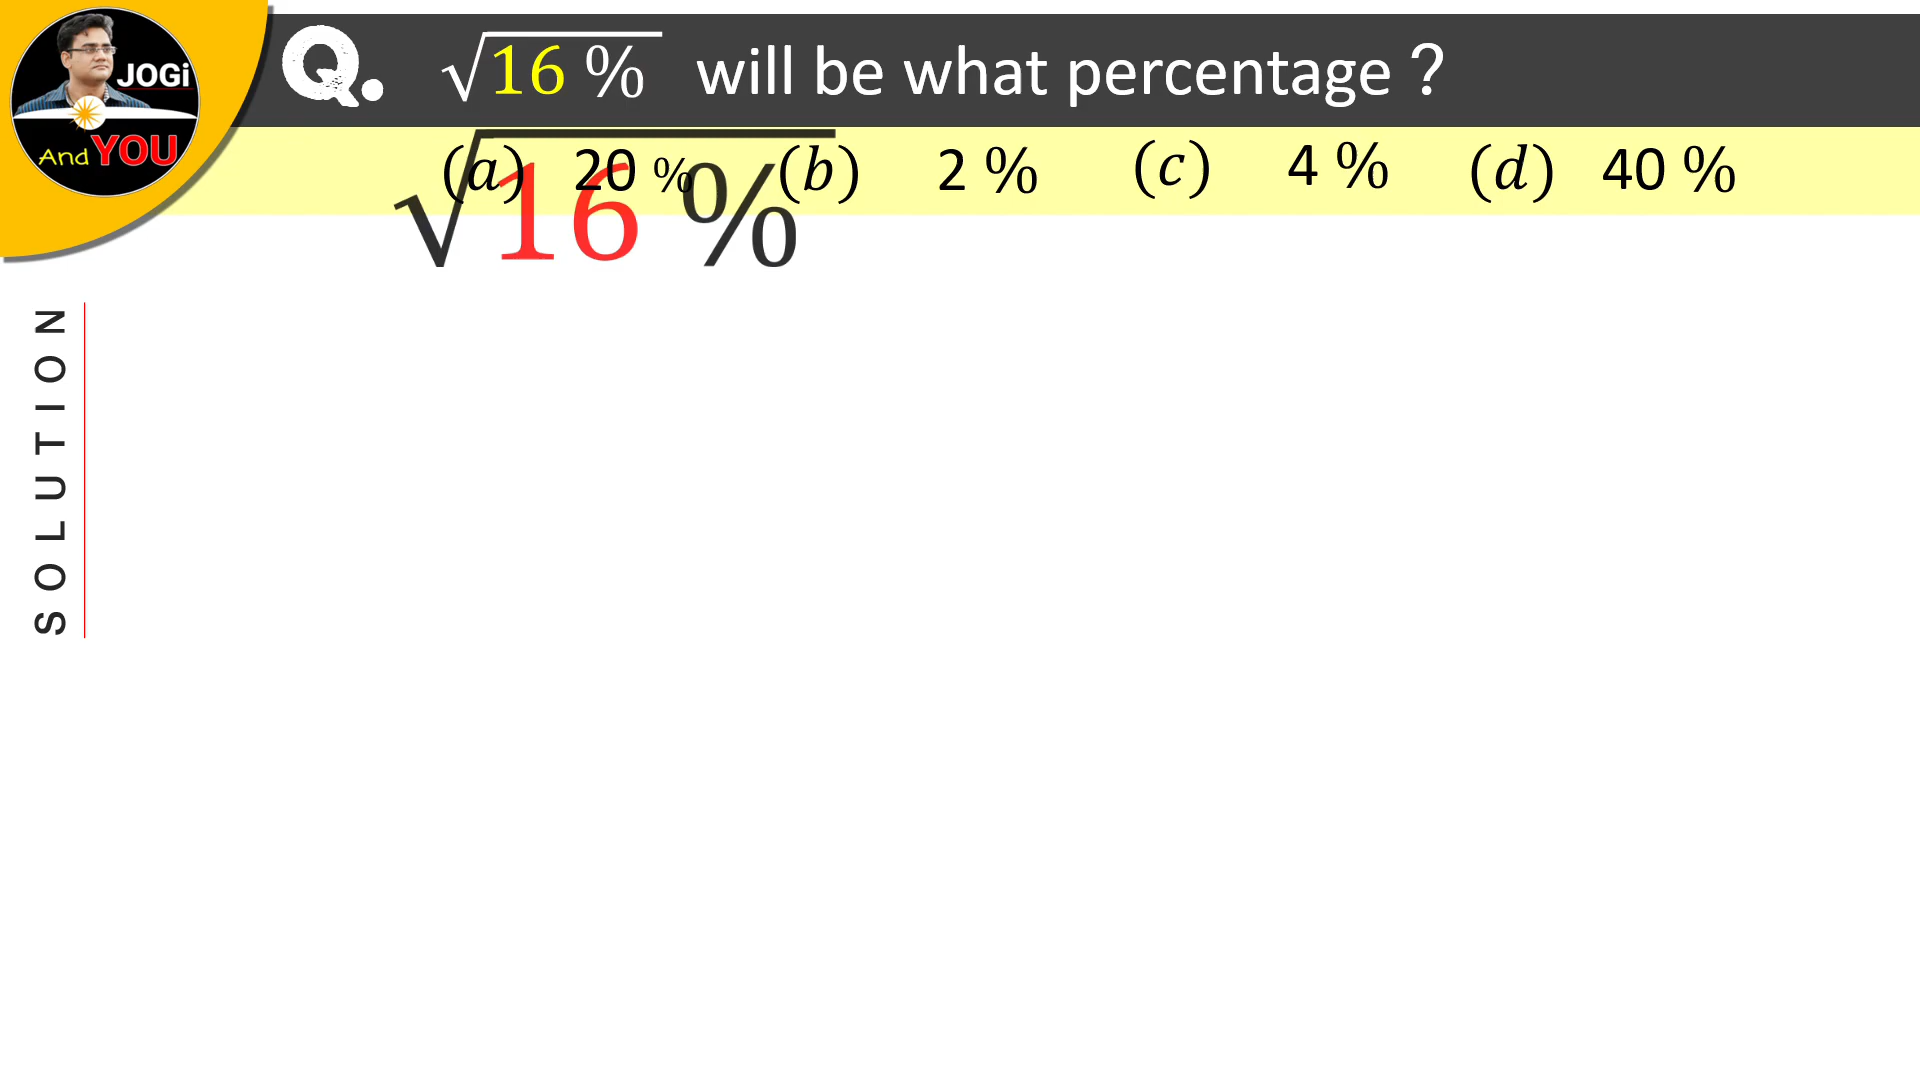 JOGi
And YOU
Q. √16 % will be what percentage ?
(a) 20 % (b) 2 % (c) 4 % (d) 40 %
√16 %
SOLUTION